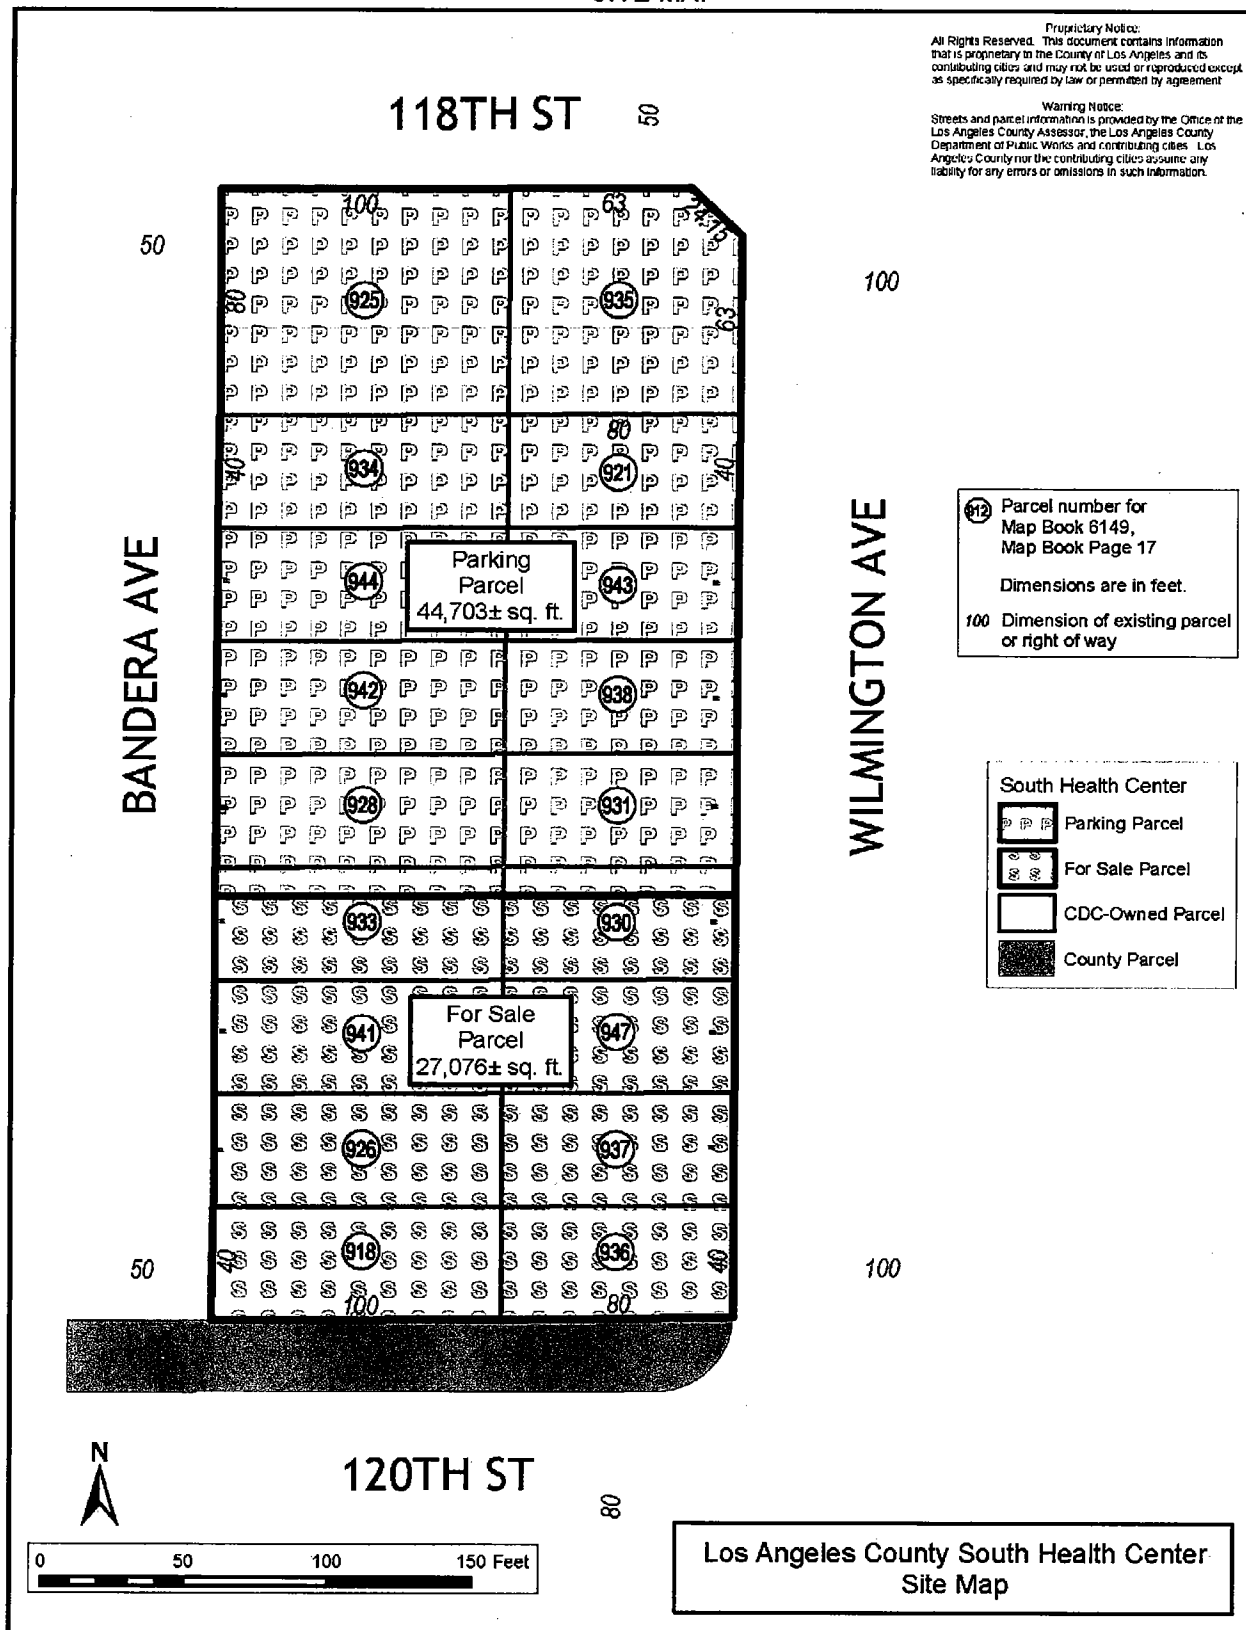 Proprietary Notice:
All Rights Reserved. This document contains information
that is proprietary to the County of Los Angeles and its
contributing cities and may not be used or reproduced except
as specifically required by law or permitted by agreement
Warning Notice:
Streets and parcel information is provided by the Office of the
Los Angeles County Assessor, the Los Angeles County
Department of Public Works and contributing cities. Los
Angeles County nor the contributing cities assume any
liability for any errors or omissions in such information.
118TH ST
50
100
63
24.75
50
100
80
925
935
63
80
40
934
921
40
Parking
Parcel
44,703± sq. ft.
944
943
942
938
928
931
BANDERA AVE
WILMINGTON AVE
912 Parcel number for
Map Book 6149,
Map Book Page 17
Dimensions are in feet.
100 Dimension of existing parcel
or right of way
South Health Center
P P P Parking Parcel
S S S S For Sale Parcel
CDC-Owned Parcel
County Parcel
933
930
For Sale
Parcel
27,076± sq. ft.
941
947
926
937
50
40
918
936
40
100
100
80
N
120TH ST
80
0 50 100 150 Feet
Los Angeles County South Health Center
Site Map